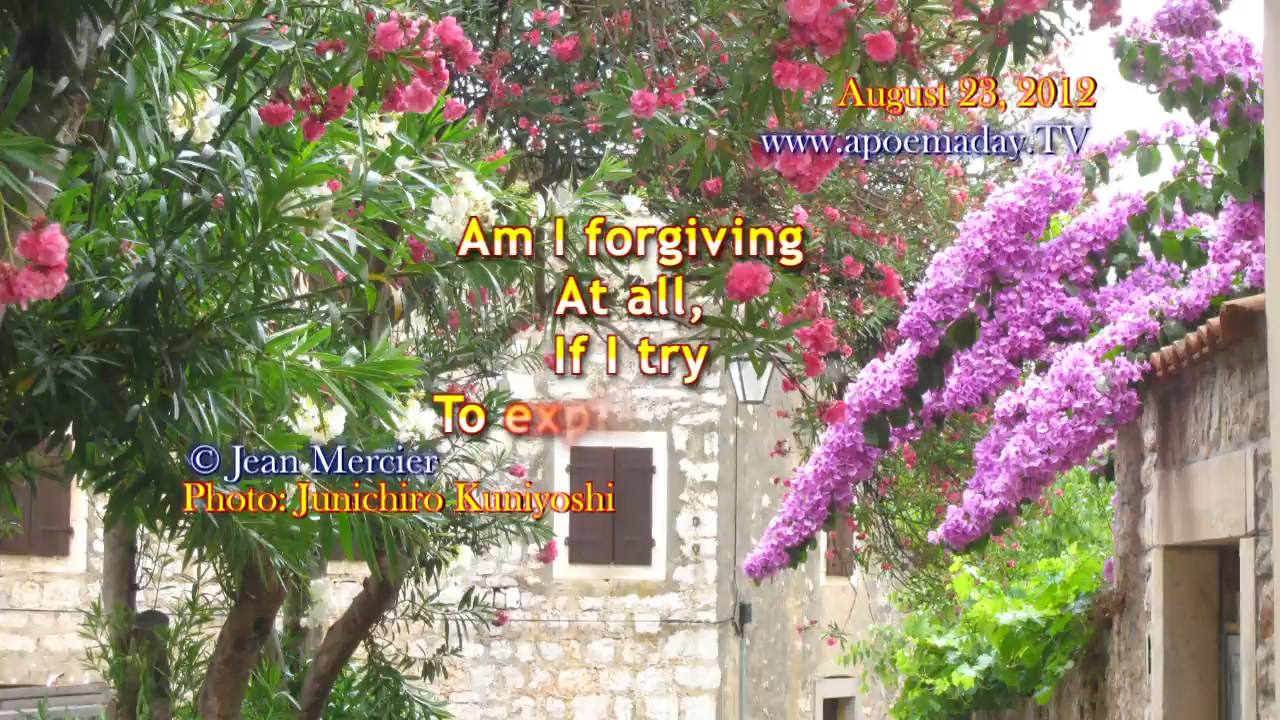 August 23, 2012
www.apoemaday.TV
Am I forgiving
At all,
If I try
To
© Jean Mercier
Photo: Junichiro Kuniyoshi